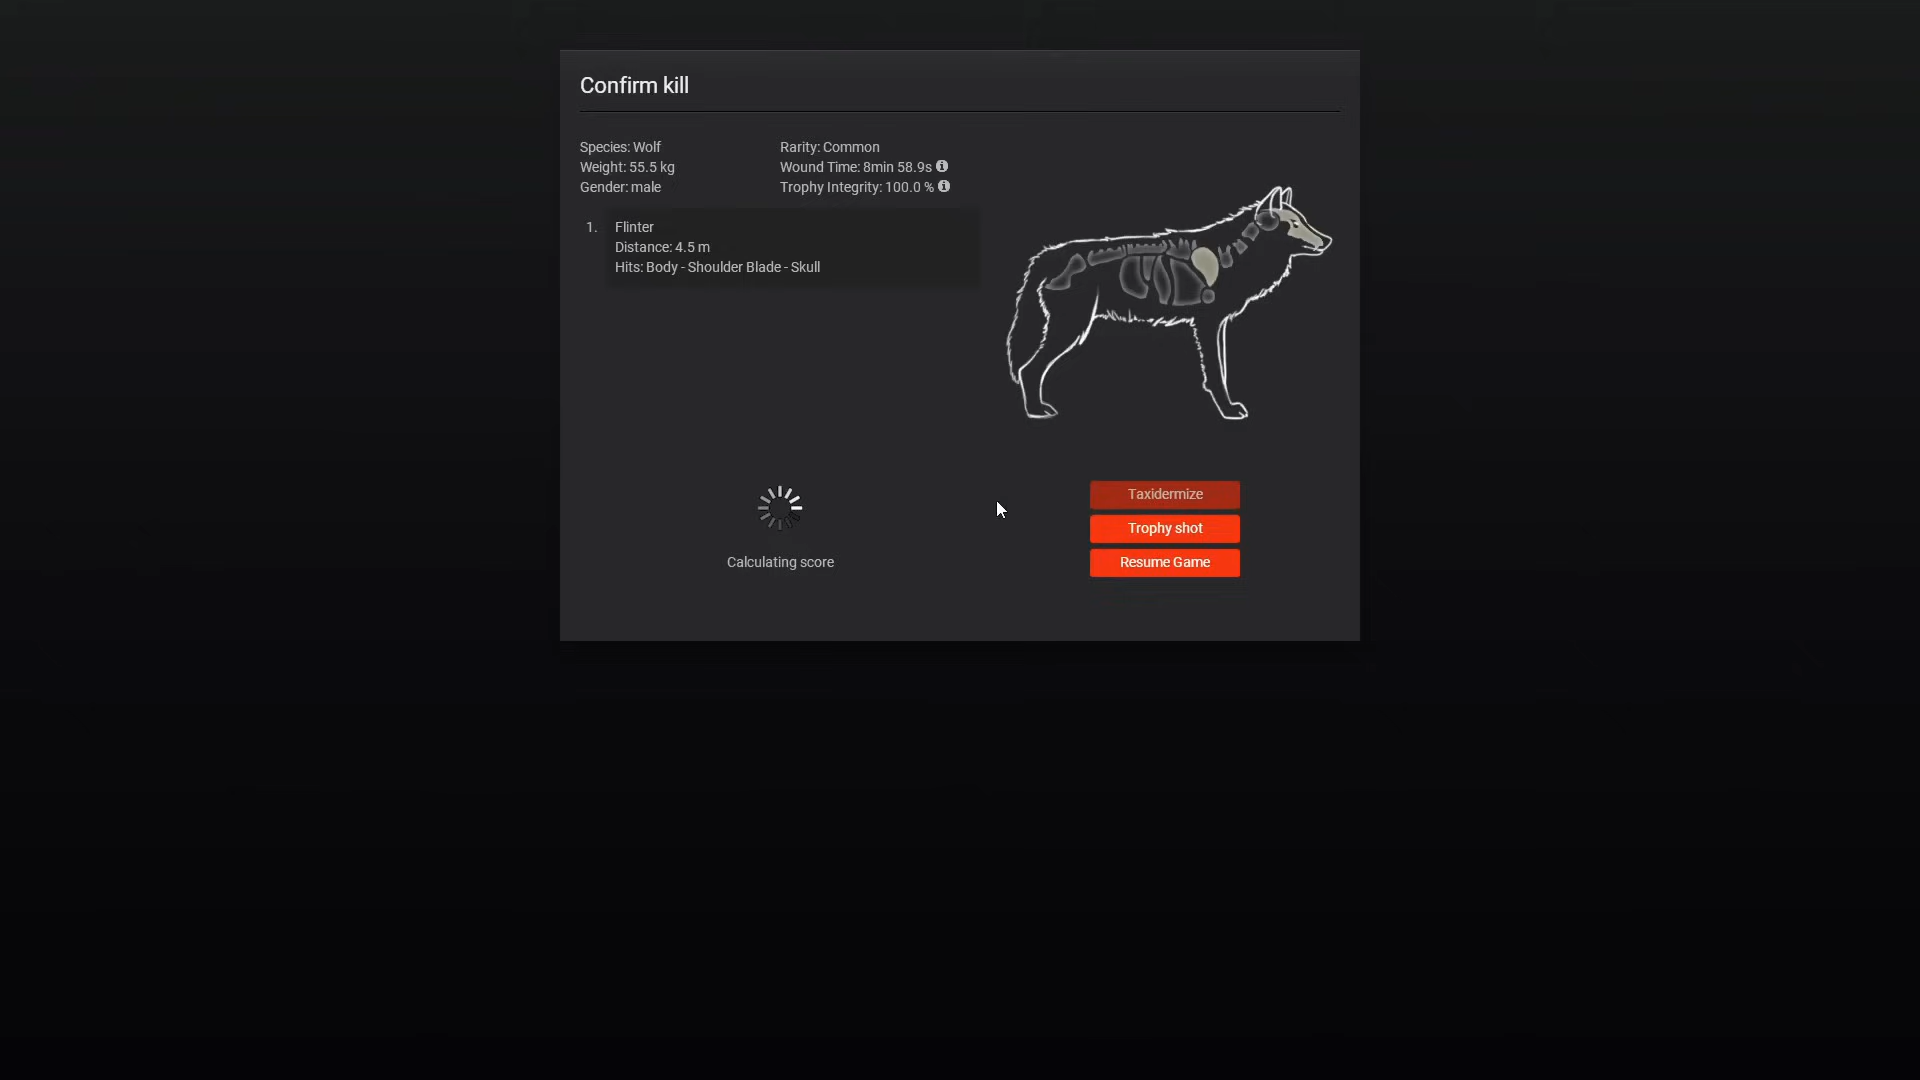 Confirm kill
Species: Wolf
Weight: 55.5 kg
Gender: male
Rarity: Common
Wound Time: 8min 58.9s
Trophy Integrity: 100.0 %
1. Flinter
Distance: 4.5 m
Hits: Body - Shoulder Blade - Skull
Calculating score
Taxidermize
Trophy shot
Resume Game